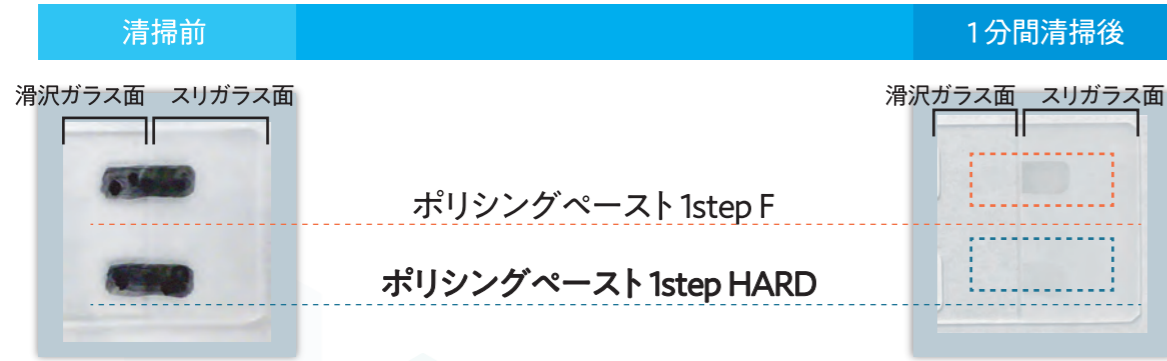 清掃前
1分間清掃後
滑沢ガラス面 スリガラス面
滑沢ガラス面 スリガラス面
ポリシングペースト 1step F
ポリシングペースト 1step HARD